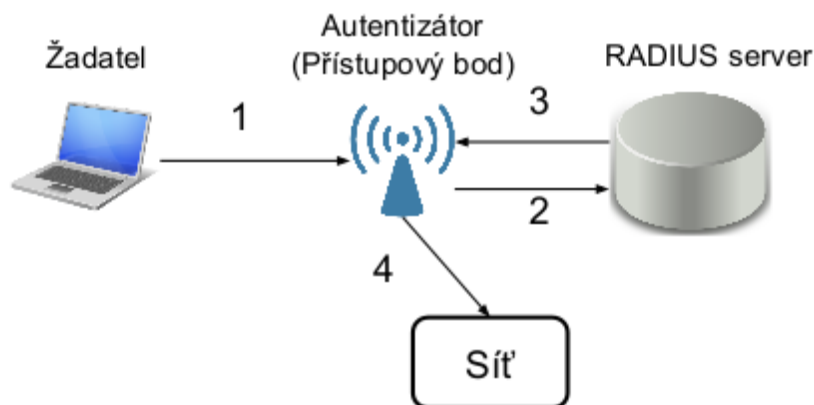 Žadatel
Autentizátor
(Přístupový bod)
RADIUS server
1
3
2
4
Síť